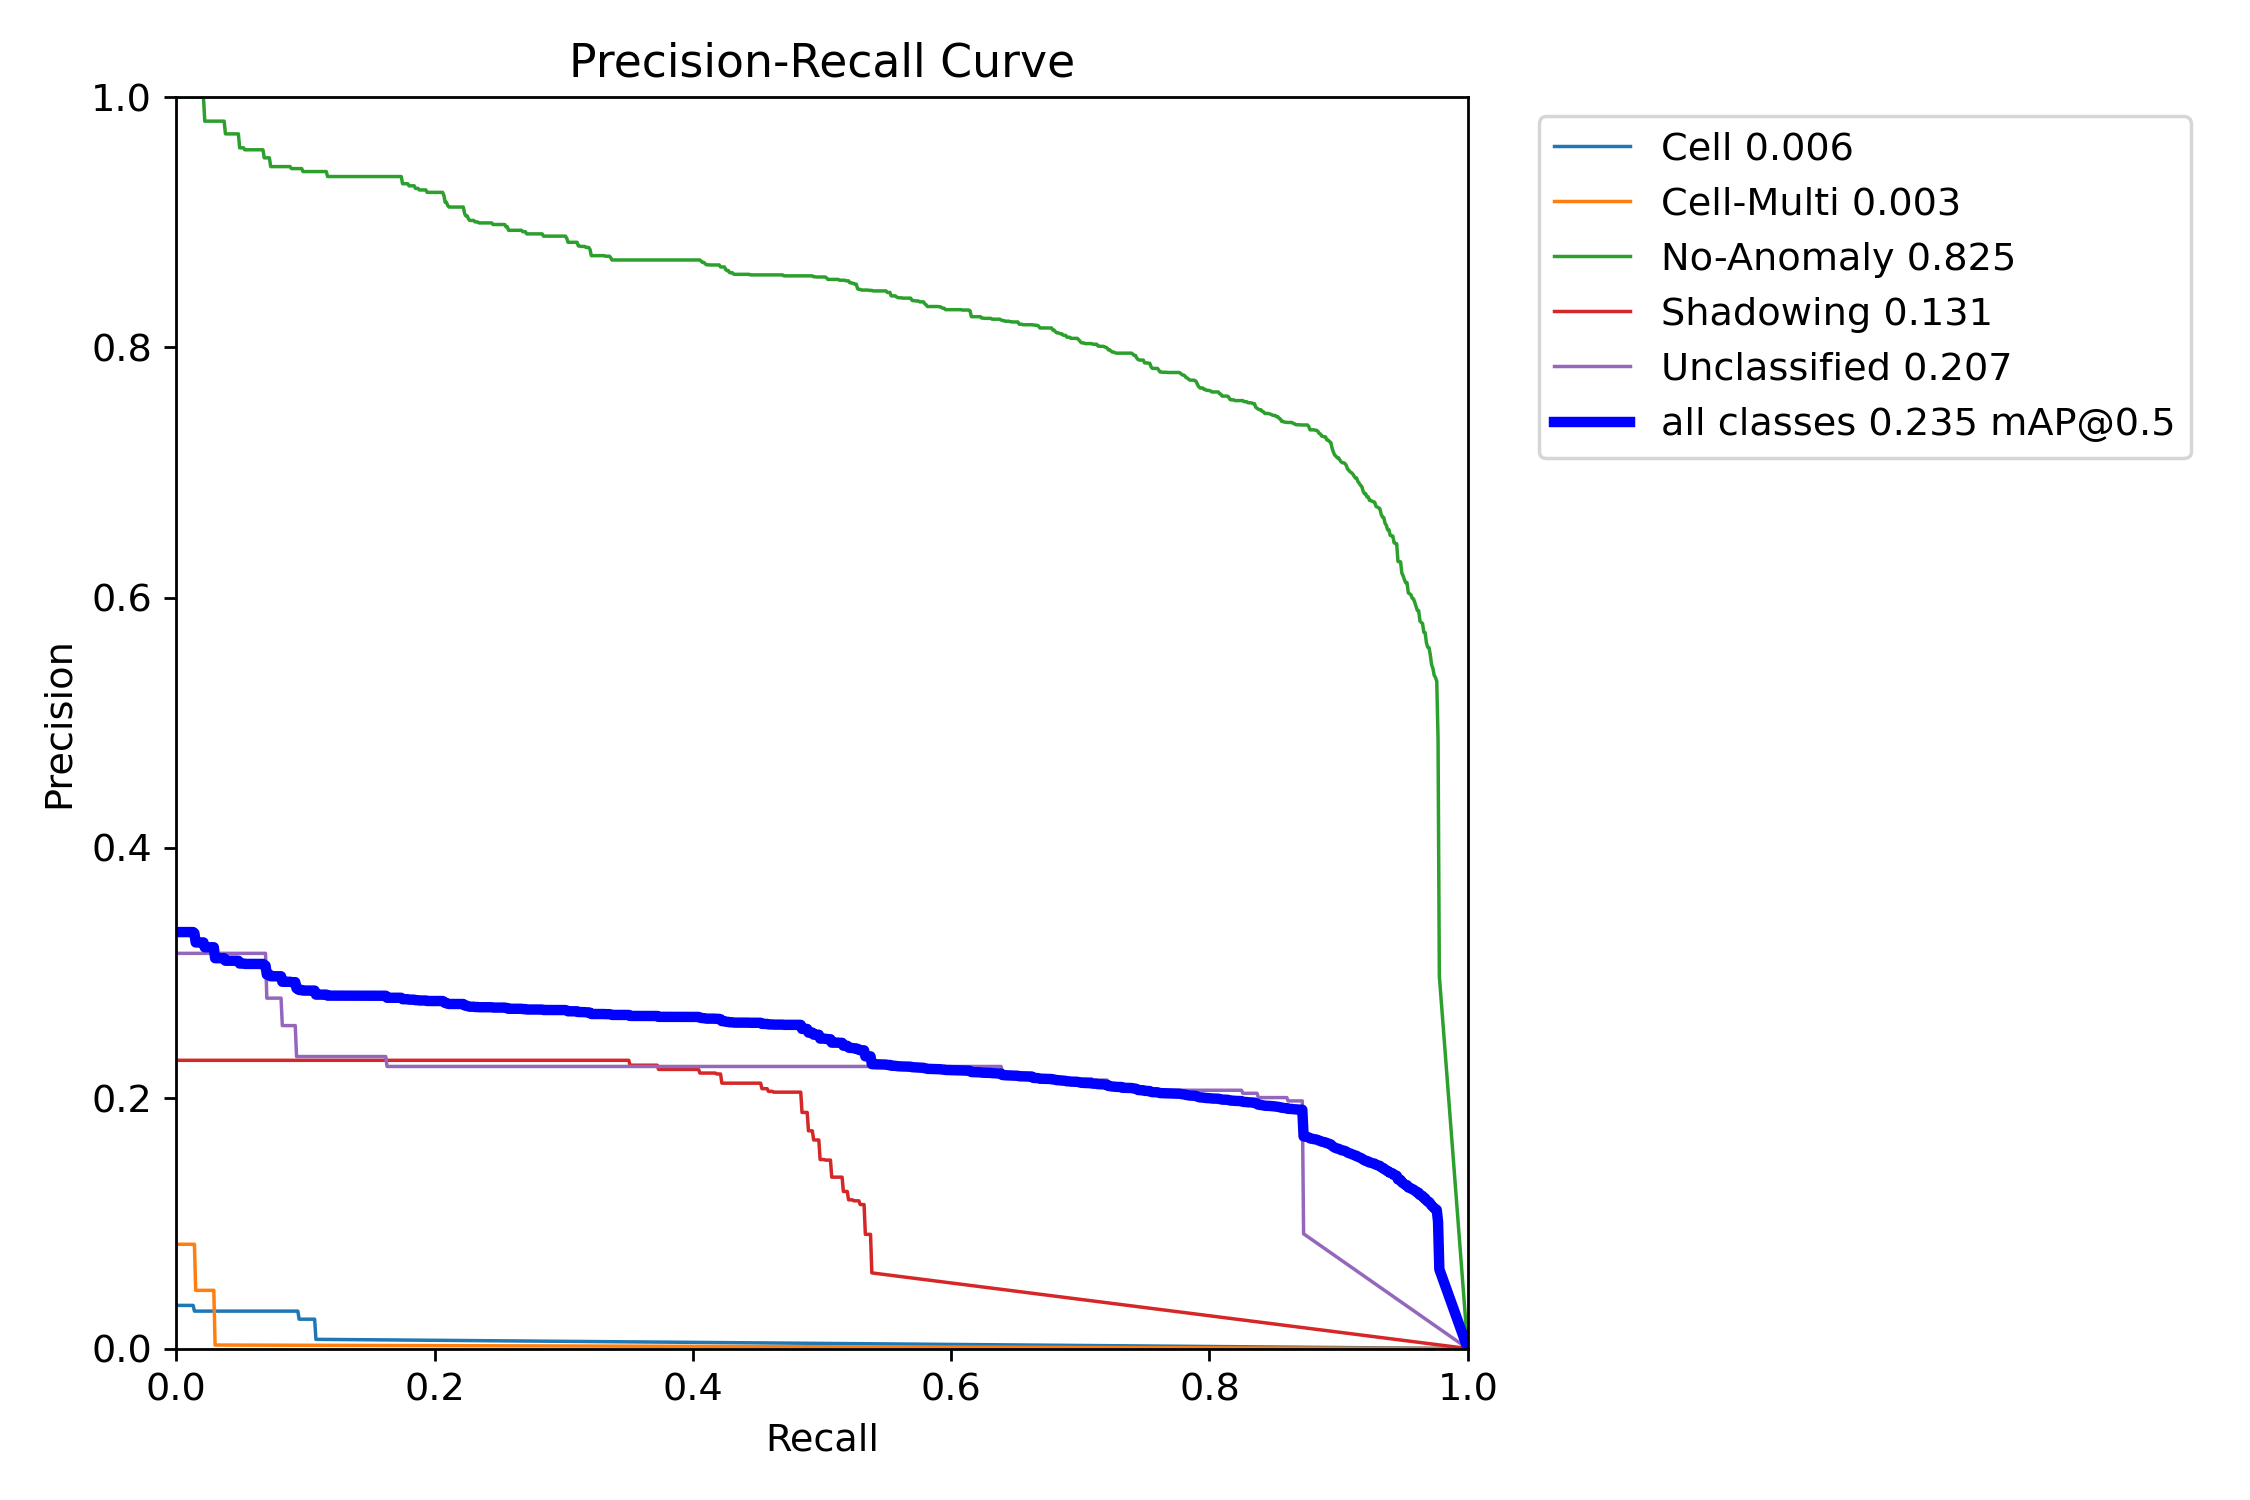 Precision-Recall Curve
1.0
0.8
0.6
0.4
0.2
0.0
Precision
0.0 0.2 0.4 0.6 0.8 1.0
Recall
Cell 0.006
Cell-Multi 0.003
No-Anomaly 0.825
Shadowing 0.131
Unclassified 0.207
all classes 0.235 mAP@0.5